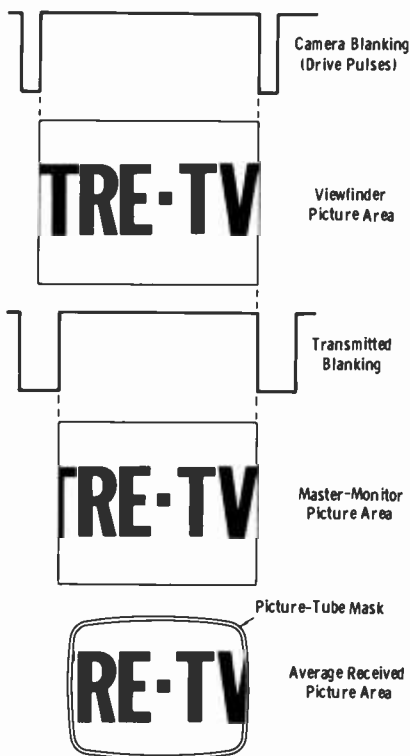 Camera Blanking
(Drive Pulses)
TRE·TV
Viewfinder
Picture Area
Transmitted
Blanking
TRE·TV
Master-Monitor
Picture Area
Picture-Tube Mask
RE·TV
Average Received
Picture Area